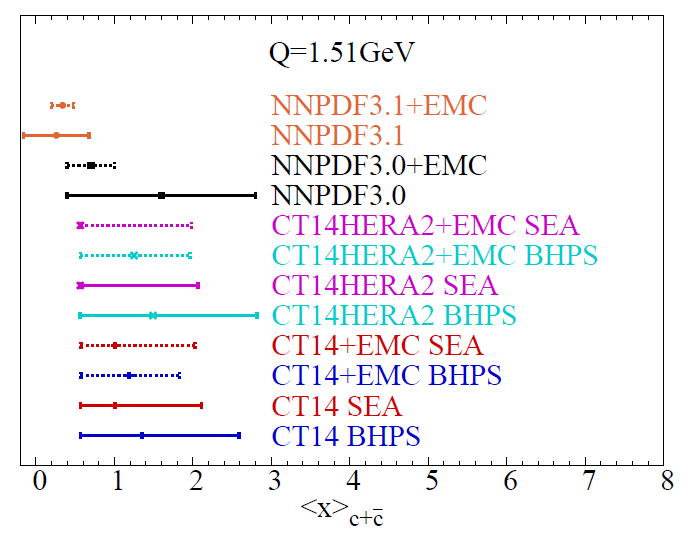 Q=1.51GeV
NNPDF3.1+EMC
NNPDF3.1
NNPDF3.0+EMC
NNPDF3.0
CT14HERA2+EMC SEA
CT14HERA2+EMC BHPS
CT14HERA2 SEA
CT14HERA2 BHPS
CT14+EMC SEA
CT14+EMC BHPS
CT14 SEA
CT14 BHPS
0 1 2 3 4 5 6 7 8
<x>c+c̅